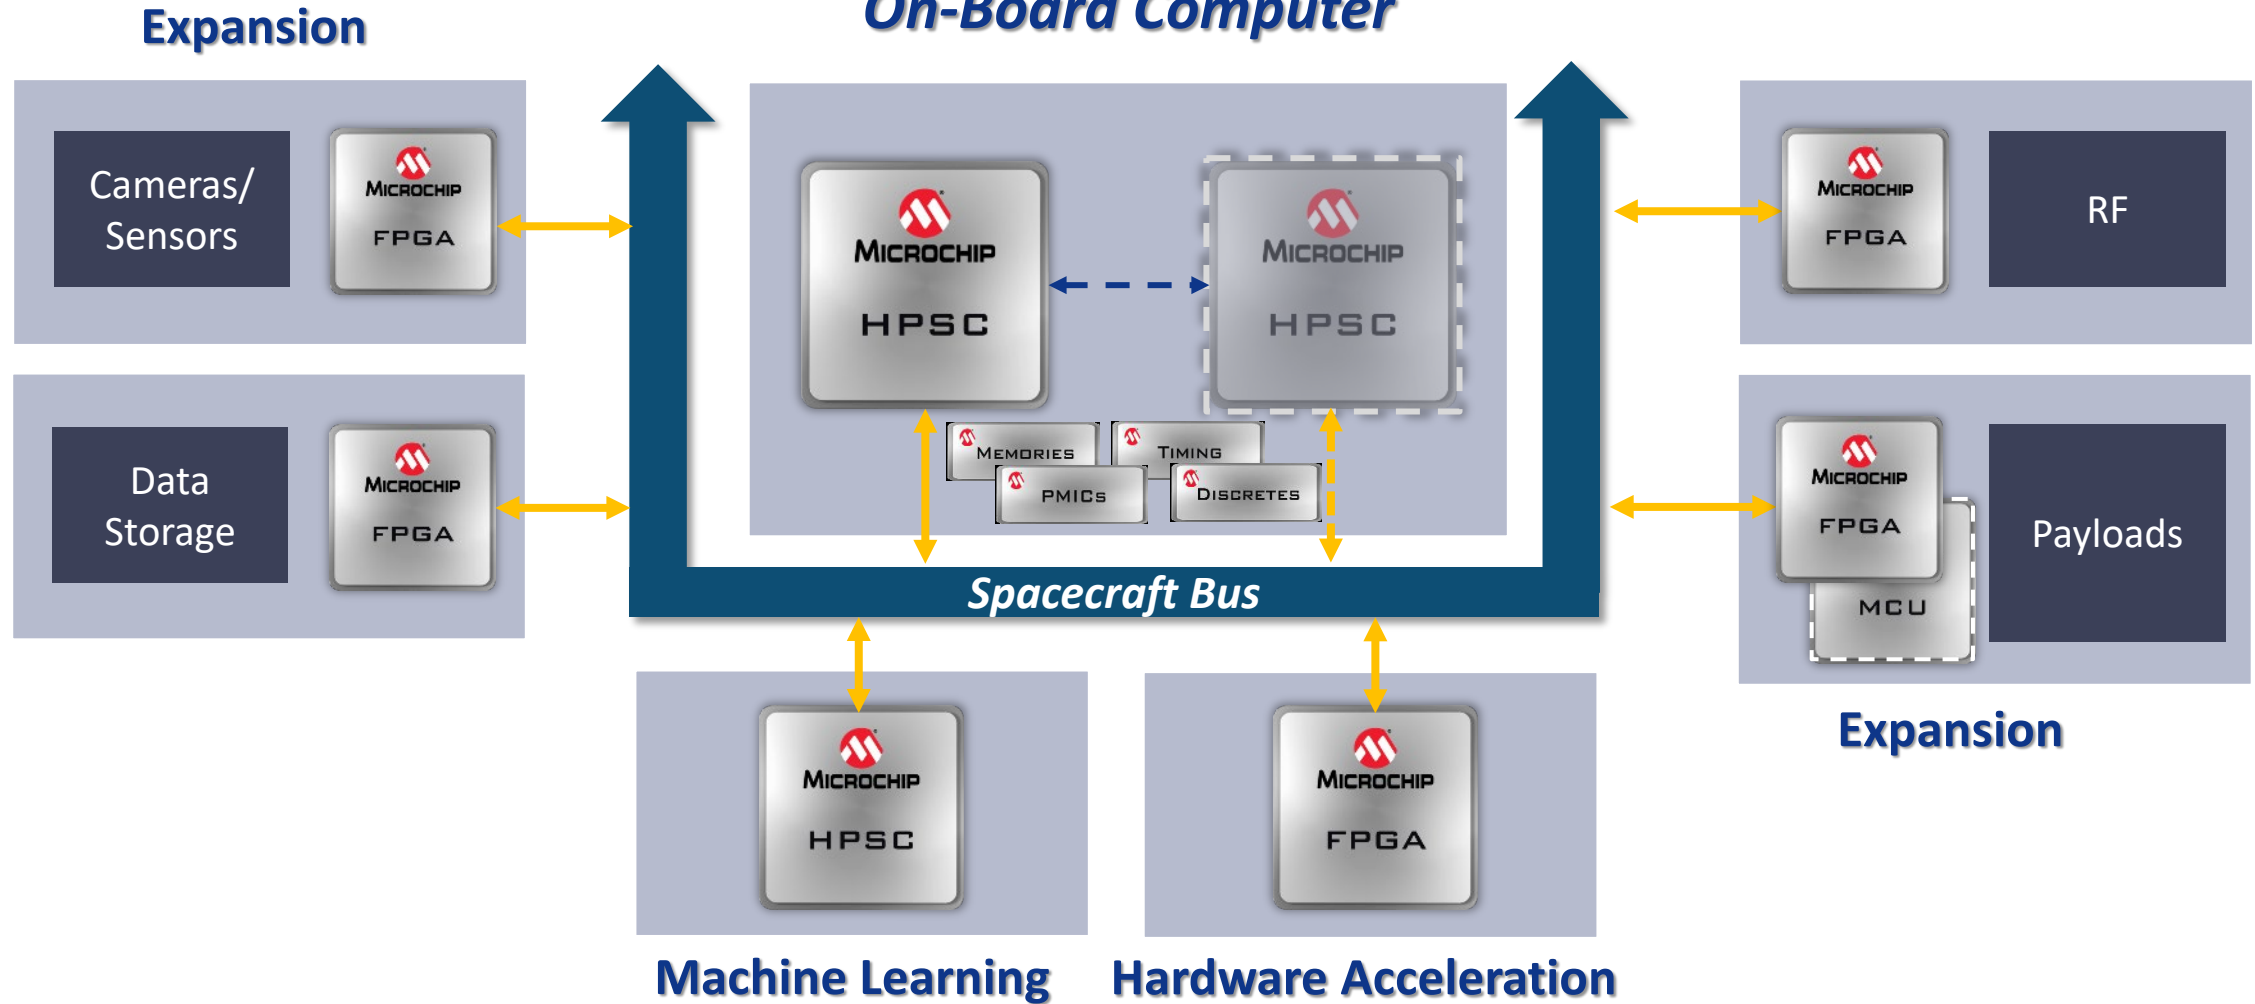 Expansion
On-Board Computer
Cameras/
Sensors
MICROCHIP
FPGA
MICROCHIP
HPSC
MICROCHIP
HPSC
MICROCHIP
FPGA
RF
Data
Storage
MICROCHIP
FPGA
MEMORIES
TIMING
PMICs
DISCRETES
MICROCHIP
FPGA
MCU
Payloads
Spacecraft Bus
Expansion
MICROCHIP
HPSC
MICROCHIP
FPGA
Machine Learning
Hardware Acceleration